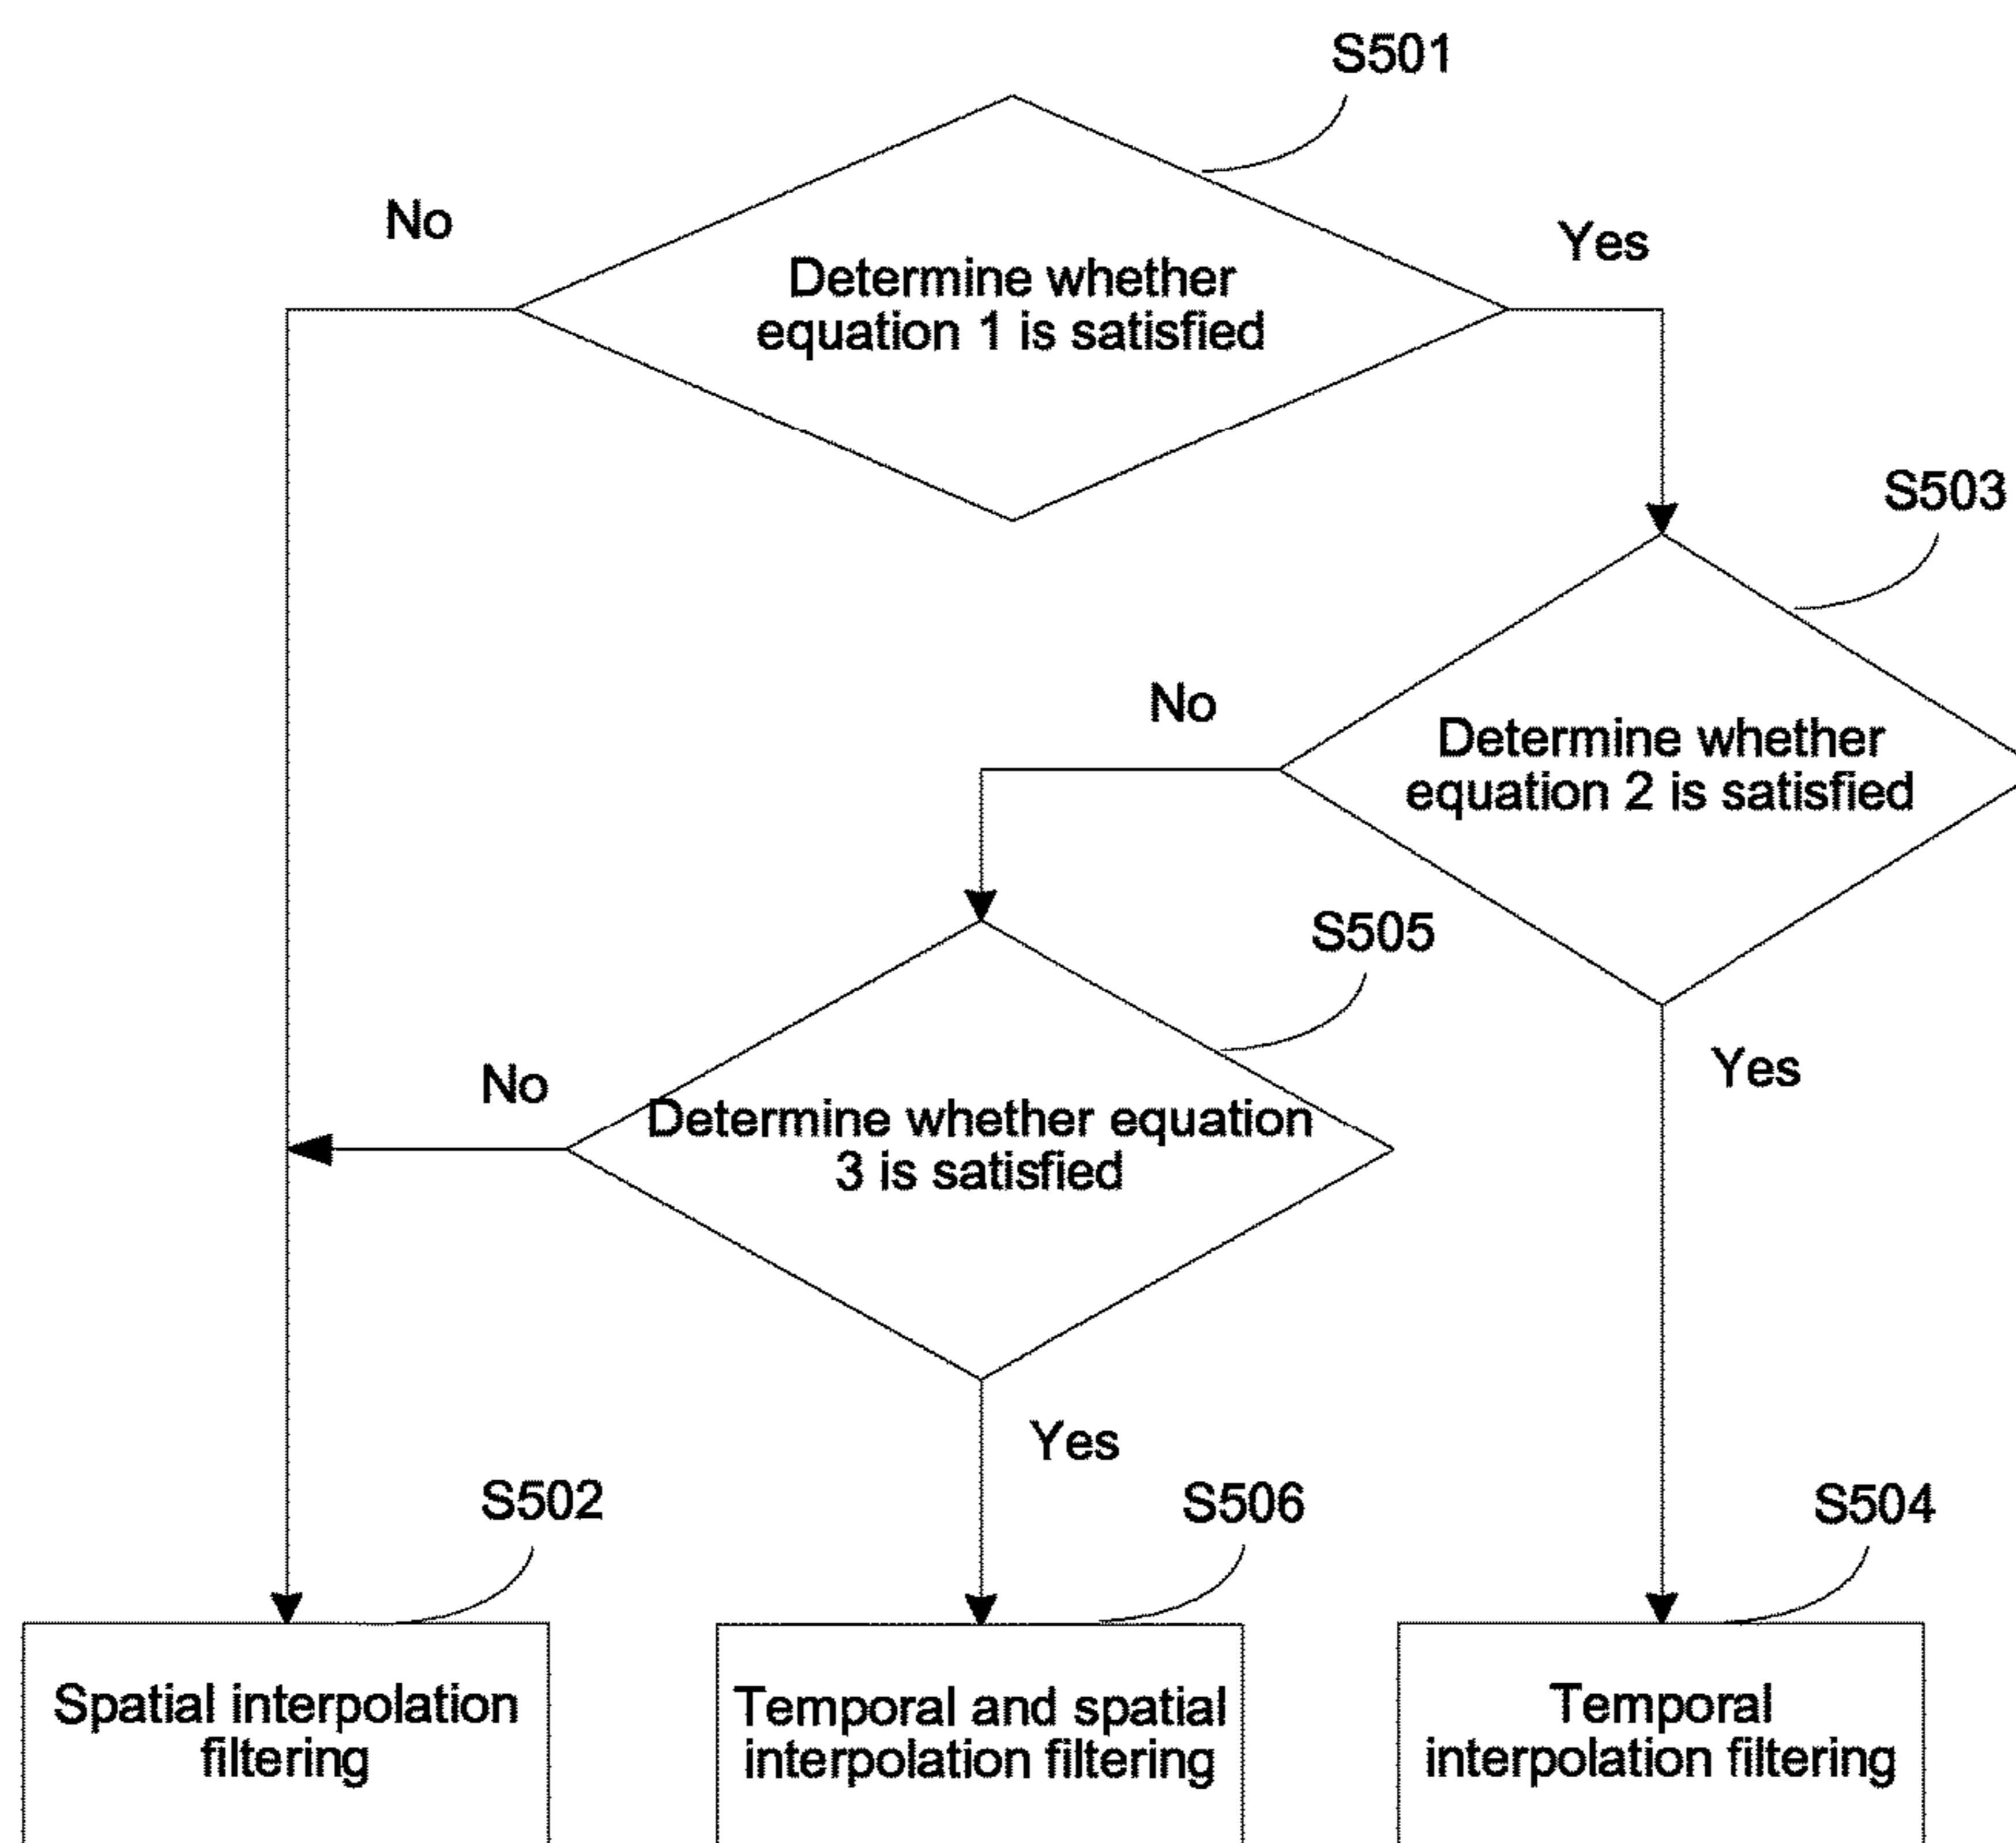 S501
No
Yes
Determine whether
equation 1 is satisfied
S503
No
Determine whether
equation 2 is satisfied
S505
Yes
No
Determine whether equation
3 is satisfied
Yes
S502
S506
S504
Spatial interpolation
filtering
Temporal and spatial
interpolation filtering
Temporal
interpolation filtering